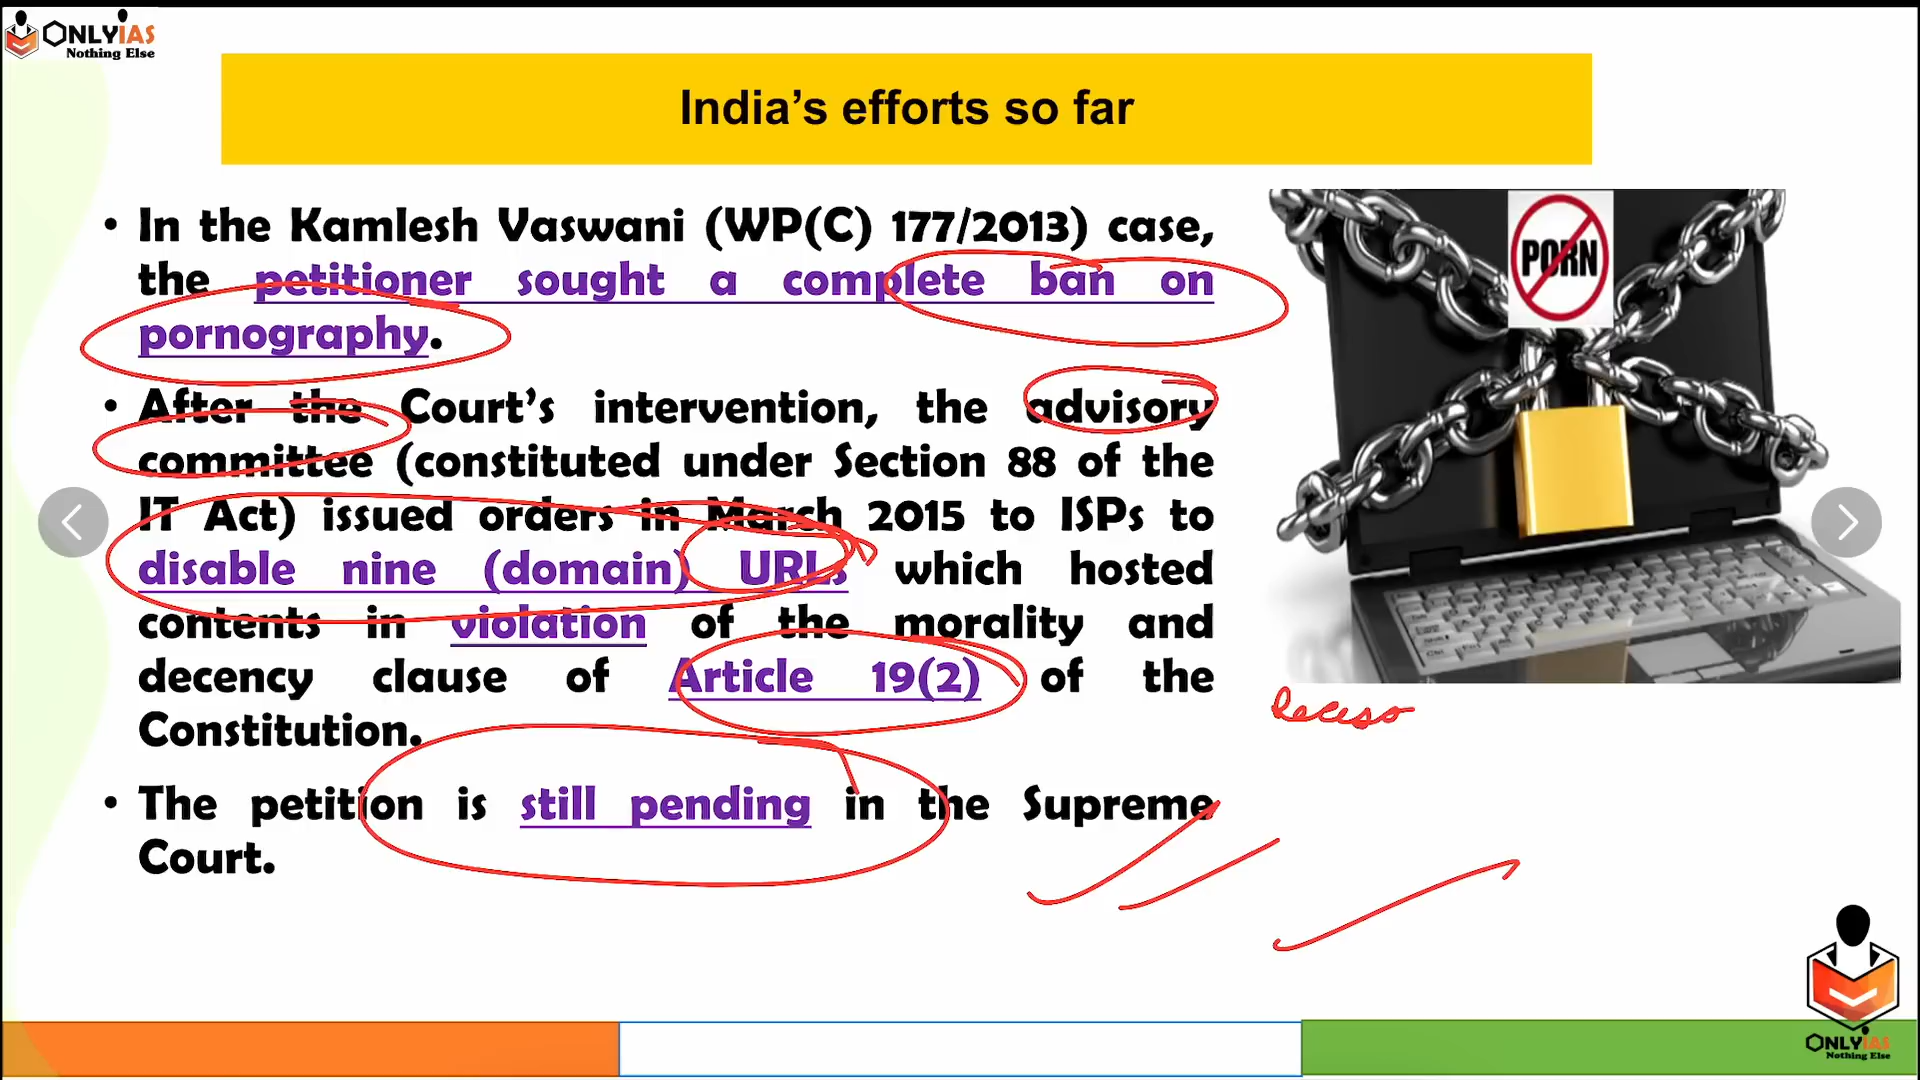 ONLYIAS
Nothing Else
India’s efforts so far
• In the Kamlesh Vaswani (WP(C) 177/2013) case,
the petitioner sought a complete ban on
pornography.
• After the Court’s intervention, the advisory
committee (constituted under Section 88 of the
IT Act) issued orders in March 2015 to ISPs to
disable nine (domain) URLs which hosted
contents in violation of the morality and
decency clause of Article 19(2) of the
Constitution.
• The petition is still pending in the Supreme
Court.
PORN
ONLYIAS
Nothing Else